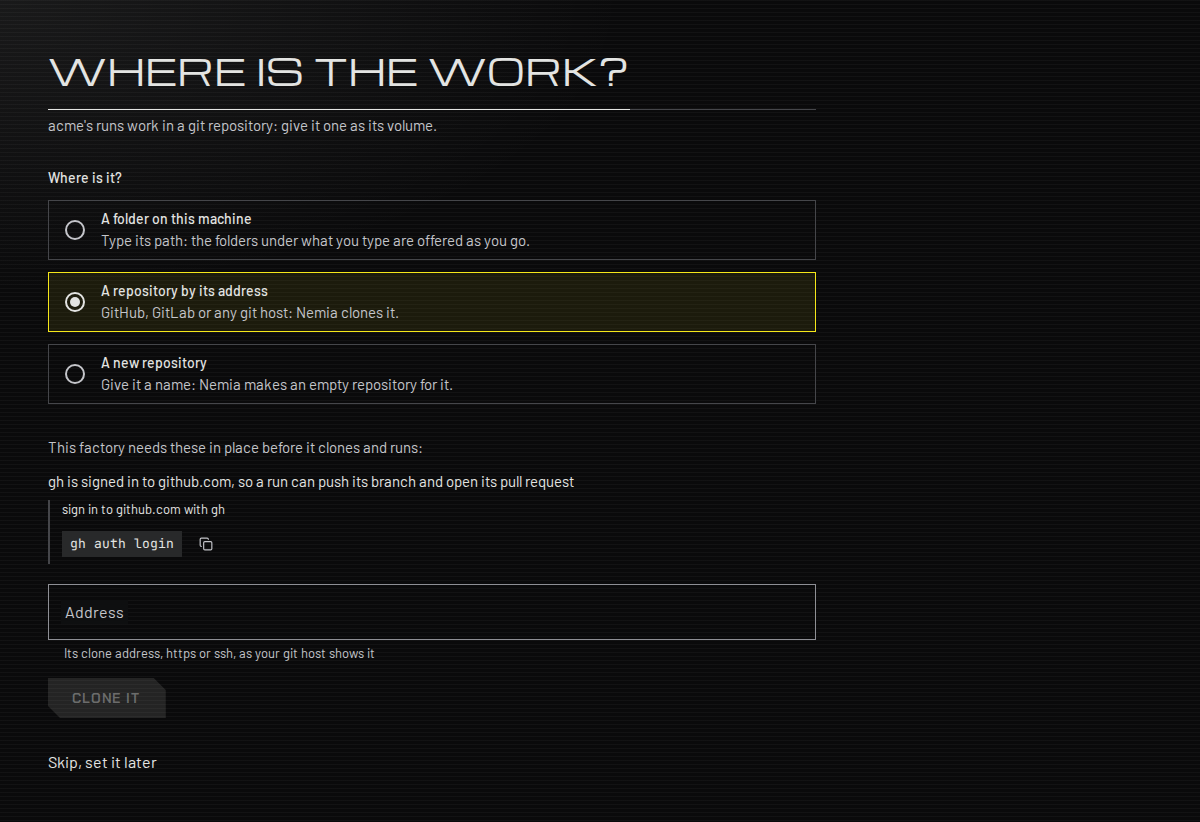 WHERE IS THE WORK?
acme's runs work in a git repository: give it one as its volume.
Where is it?
A folder on this machine
Type its path: the folders under what you type are offered as you go.
A repository by its address
GitHub, GitLab or any git host: Nemia clones it.
A new repository
Give it a name: Nemia makes an empty repository for it.
This factory needs these in place before it clones and runs:
gh is signed in to github.com, so a run can push its branch and open its pull request
sign in to github.com with gh
gh auth login
Address
Its clone address, https or ssh, as your git host shows it
CLONE IT
Skip, set it later